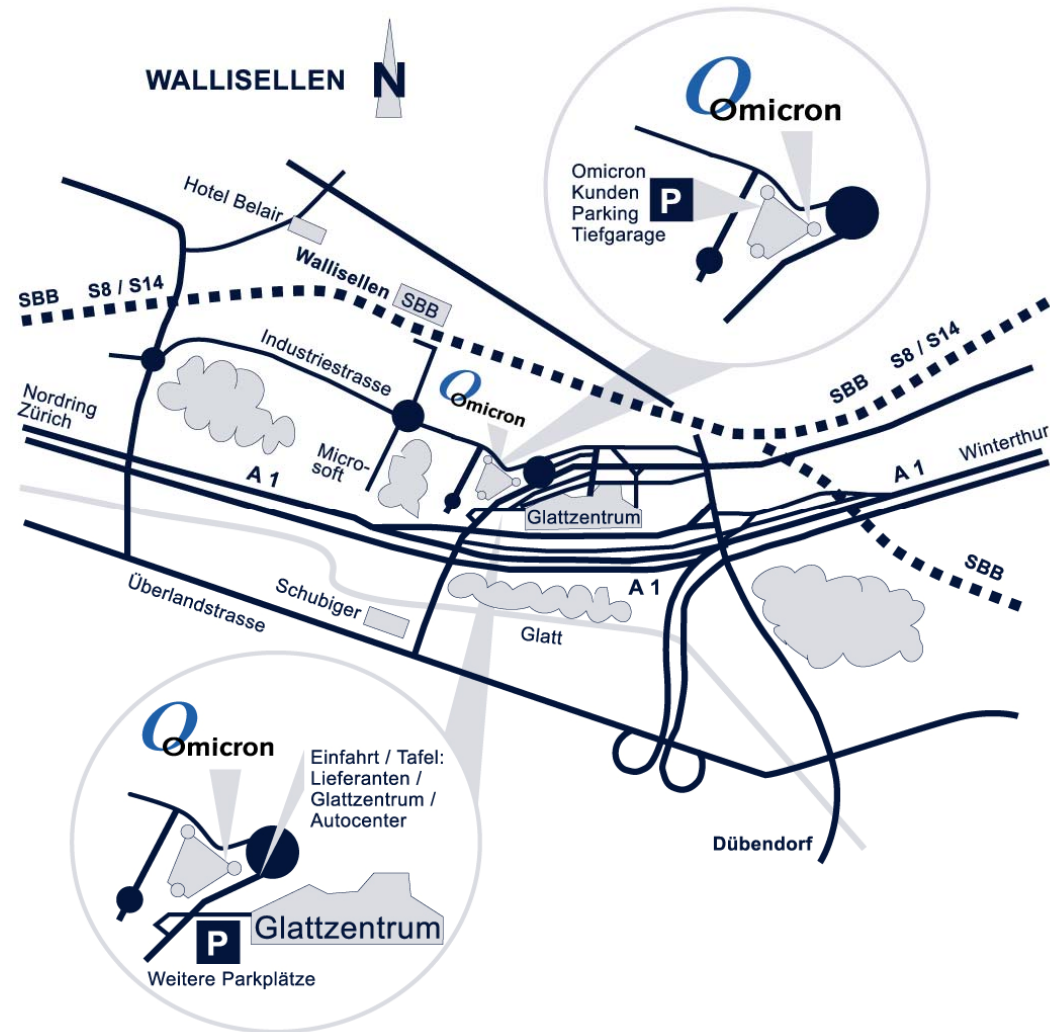 WALLISELLEN
N
Omicron
Omicron
Kunden
Parking
Tiefgarage
P
Hotel Belair
Wallisellen
SBB
SBB
S8 / S14
Industriestrasse
Omicron
S8 / S14
SBB
Nordring
Zürich
Micro-
soft
A 1
Winterthur
A 1
Glattzentrum
SBB
A 1
Überlandstrasse
Schubiger
Glatt
Dübendorf
Omicron
Einfahrt / Tafel:
Lieferanten /
Glattzentrum /
Autocenter
Glattzentrum
P
Weitere Parkplätze